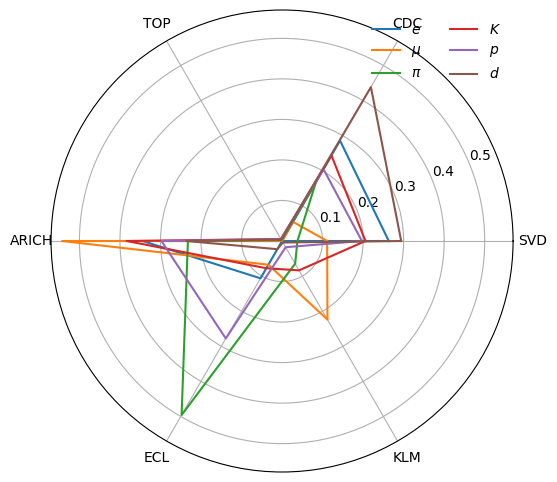 TOP
CDC
e K
μ p
π d
0.5
0.4
0.3
0.2
0.1
ARICH
SVD
ECL
KLM